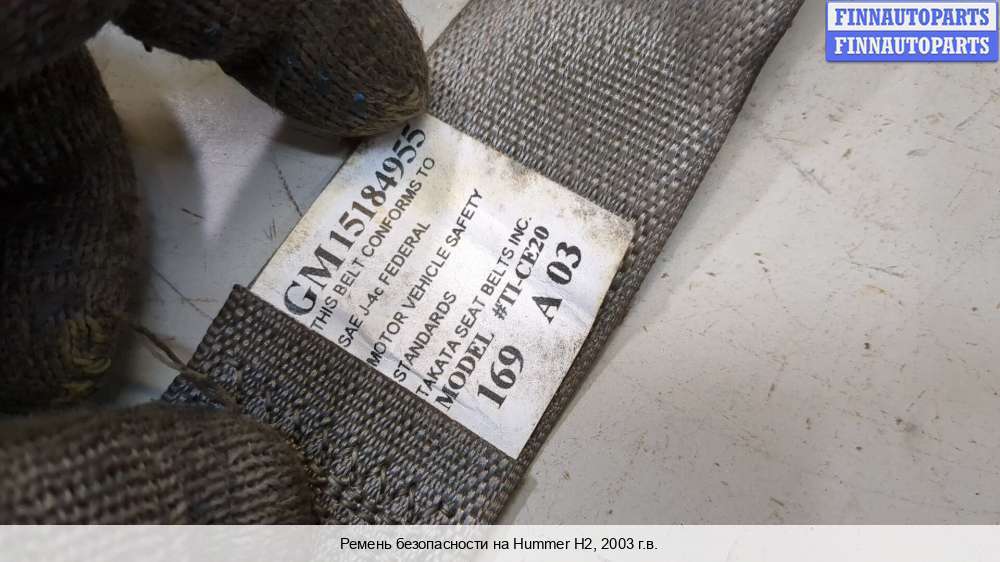 FINNAUTOPARTS
FINNAUTOPARTS
GM15184955
THIS BELT CONFORMS TO
SAE J-4c FEDERAL
MOTOR VEHICLE SAFETY
STANDARDS
TAKATA SEAT BELTS INC.
MODEL #TI-CE20
169 A 03
Ремень безопасности на Hummer H2, 2003 г.в.